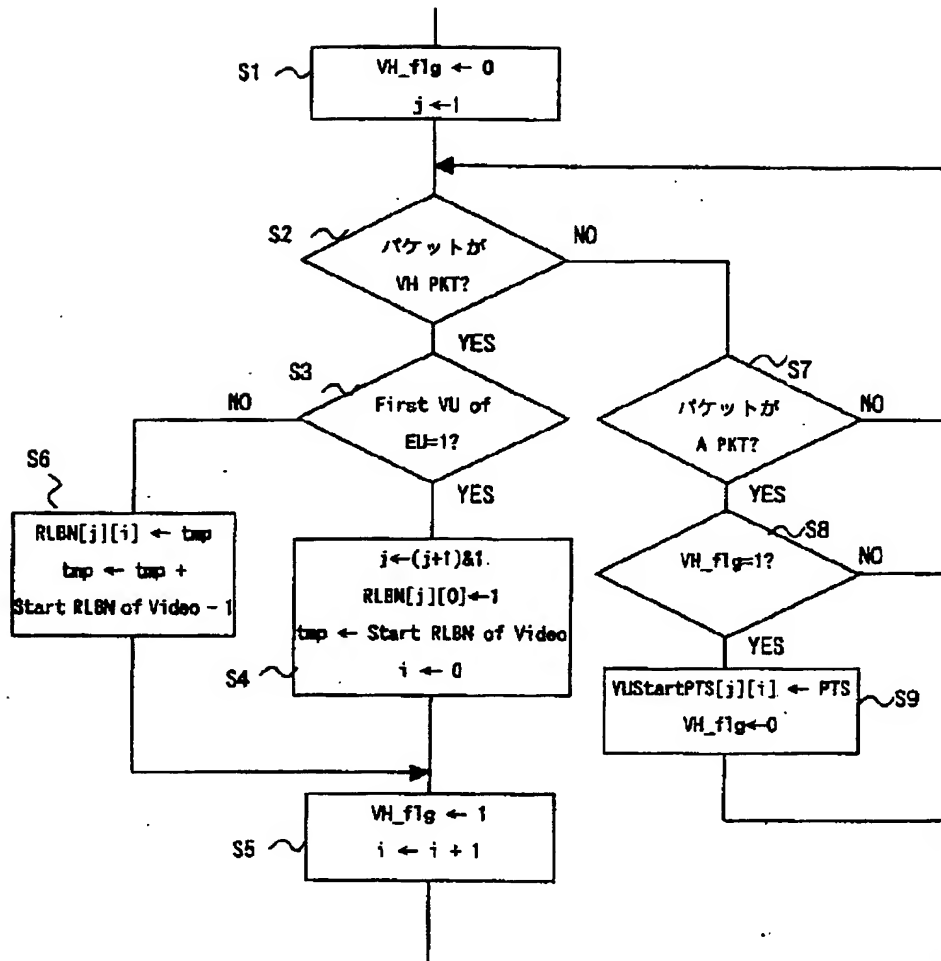 S1
VH_flg ← 0
j ← 1
S2
パケットが
VH PKT?
NO
YES
S3
First VU of
EU=1?
NO
YES
S7
パケットが
A PKT?
NO
YES
S6
RLBN[j][i] ← tmp
tmp ← tmp +
Start RLBN of Video - 1
S4
j←(j+1)&1
RLBN[j][0]←1
tmp ← Start RLBN of Video
i ← 0
S8
VH_flg=1?
NO
YES
VUStartPTS[j][i] ← PTS
VH_flg←0
S9
S5
VH_flg ← 1
i ← i + 1